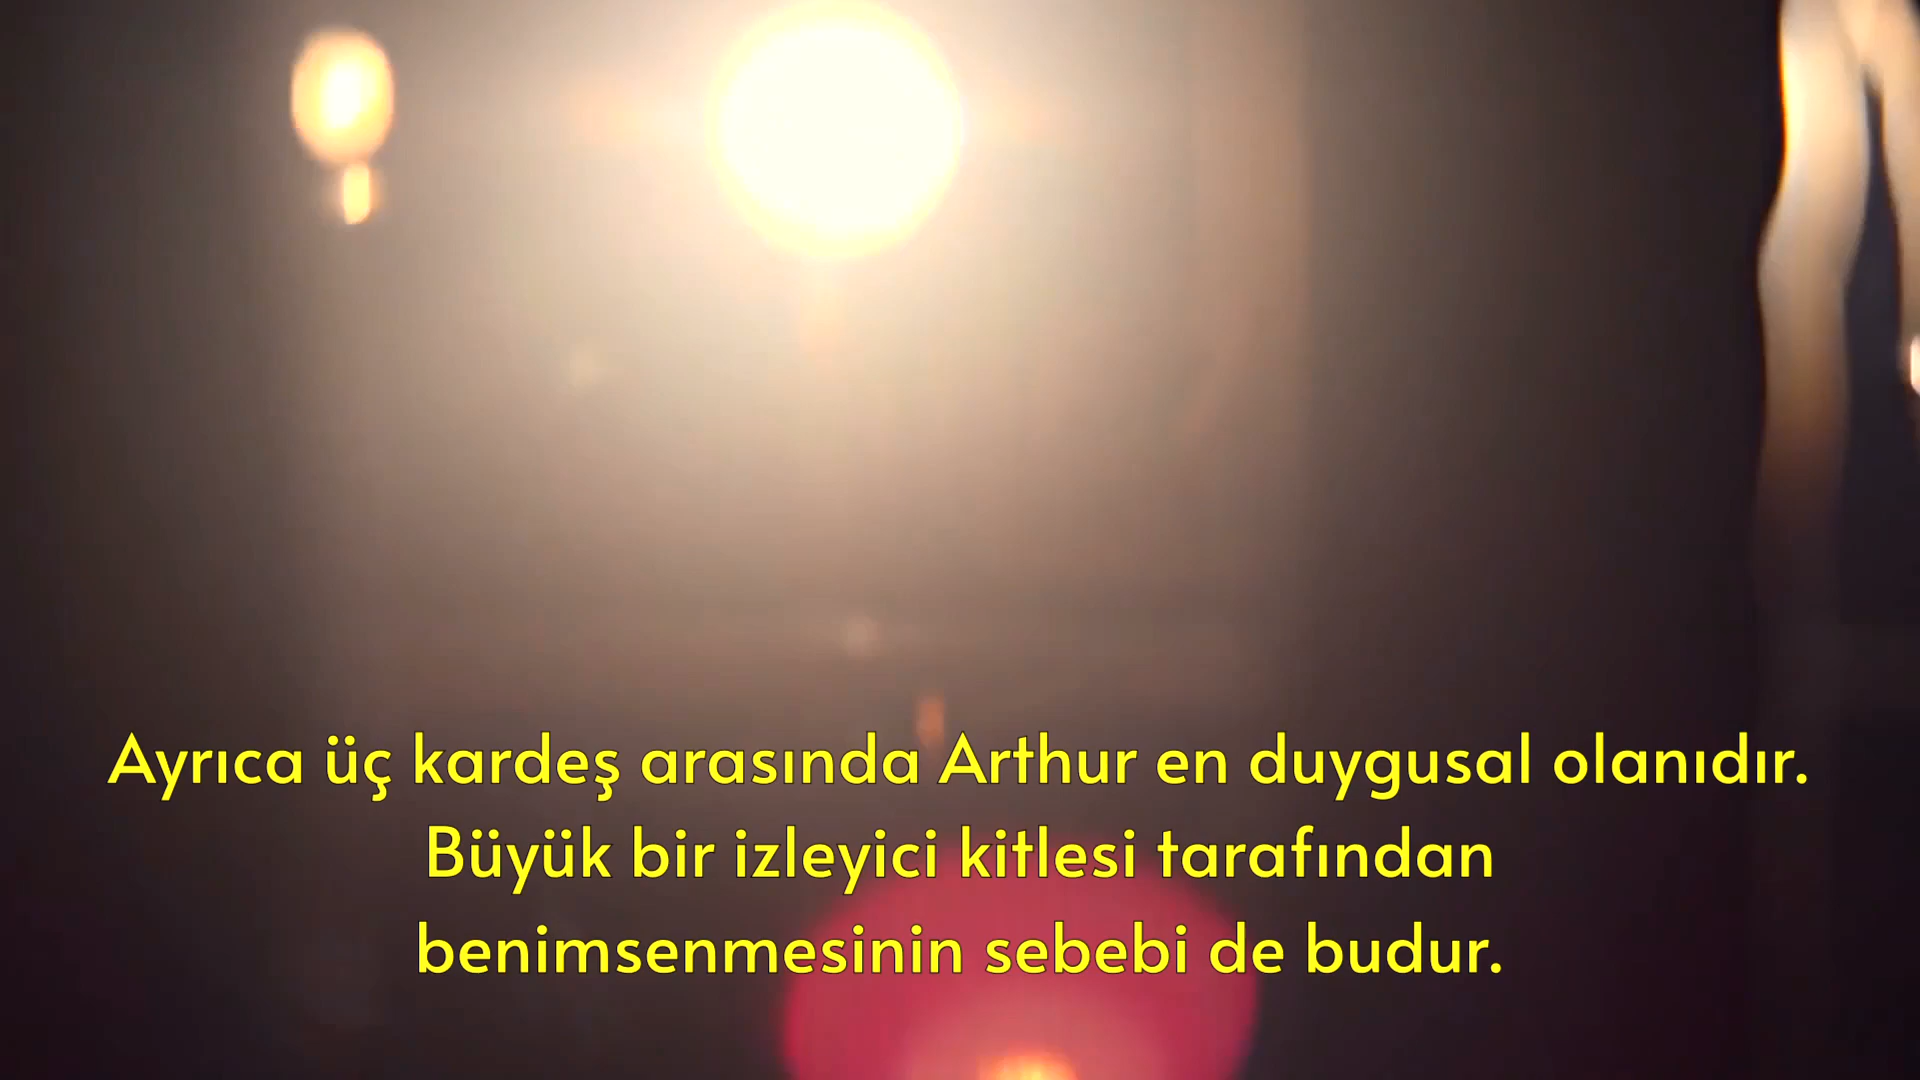 Ayrıca üç kardeş arasında Arthur en duygusal olanıdır.
Büyük bir izleyici kitlesi tarafından
benimsenmesinin sebebi de budur.